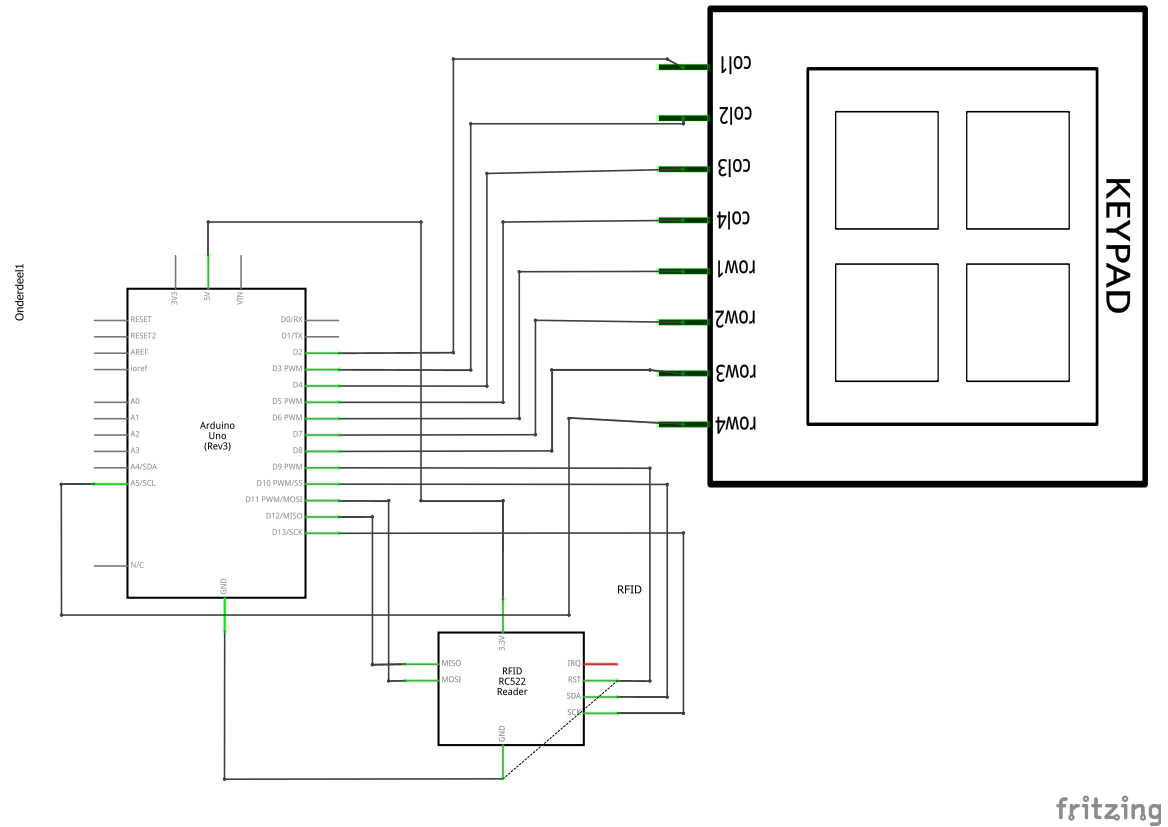 col1
col2
col3
col4
row1
row2
row3
row4
KEYPAD
Onderdeel1
3V3
5V
VIN
RESET
RESET2
AREF
ioref
A0
A1
A2
A3
A4/SDA
A5/SCL
N/C
Arduino
Uno
(Rev3)
D0/RX
D1/TX
D2
D3 PWM
D4
D5 PWM
D6 PWM
D7
D8
D9 PWM
D10 PWM/SS
D11 PWM/MOSI
D12/MISO
D13/SCK
GND
RFID
3.3V
MISO
MOSI
RFID
RC522
Reader
IRQ
RST
SDA
SCK
GND
fritzing